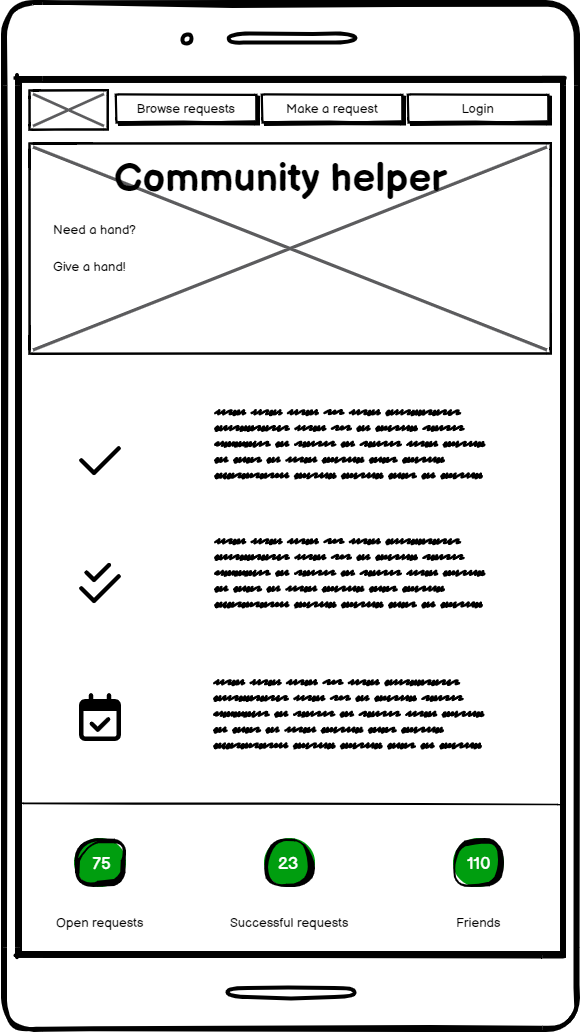 Browse requests
Make a request
Login
Community helper
Need a hand?
Give a hand!
75
23
110
Open requests
Successful requests
Friends